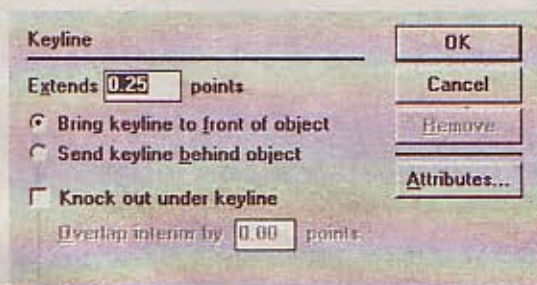 Keyline
Extends 0.25 points
Bring keyline to front of object
Send keyline behind object
Knock out under keyline
Overlap interior by 0.00 points
OK
Cancel
Remove
Attributes...